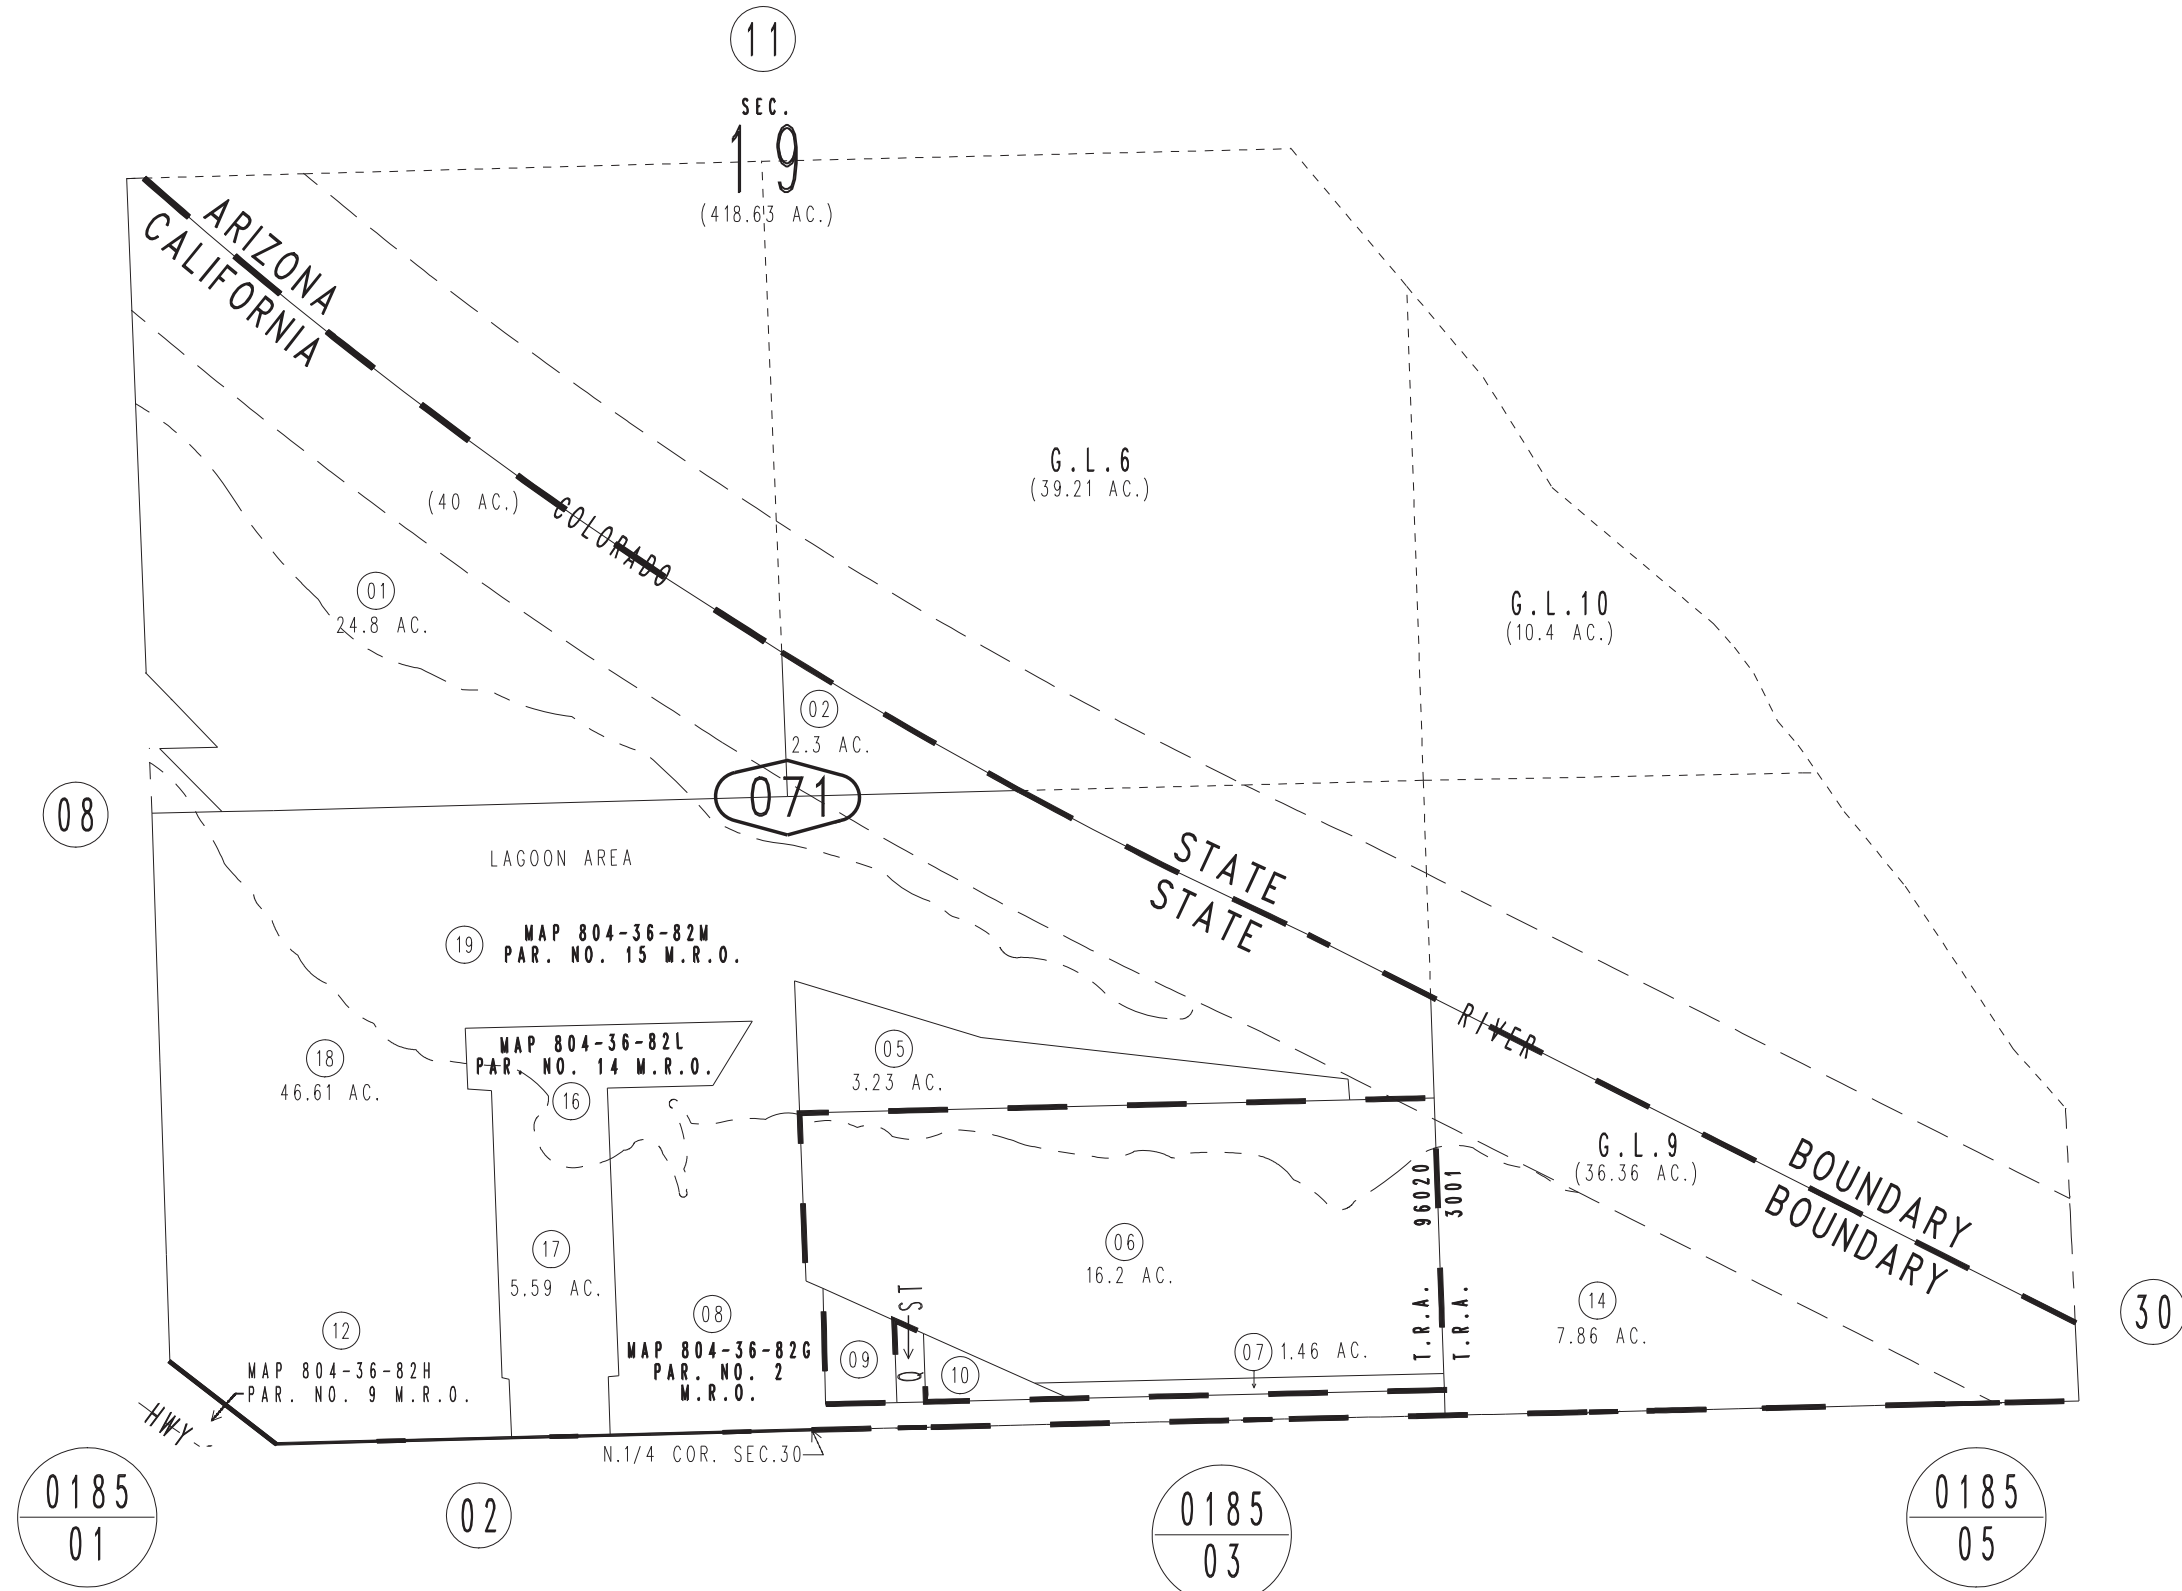 11
SEC.
19
(418.63 AC.)
ARIZONA
CALIFORNIA
(40 AC.)
COLORADO
G.L.6
(39.21 AC.)
01
24.8 AC.
G.L.10
(10.4 AC.)
02
2.3 AC.
071
08
LAGOON AREA
STATE
STATE
19
MAP 804-36-82M
PAR. NO. 15 M.R.O.
RIVER
MAP 804-36-82L
PAR. NO. 14 M.R.O.
05
3.23 AC.
18
46.61 AC.
16
G.L.9
(36.36 AC.)
BOUNDARY
BOUNDARY
T.R.A. 96020
T.R.A. 3001
06
16.2 AC.
17
5.59 AC.
14
7.86 AC.
30
08
MAP 804-36-82G
PAR. NO. 2
M.R.O.
Q ST
12
MAP 804-36-82H
PAR. NO. 9 M.R.O.
09
10
07 1.46 AC.
HWY
N.1/4 COR. SEC.30
0185
01
02
0185
03
0185
05